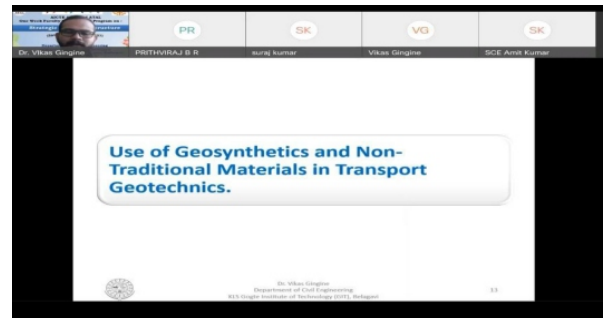 PR
SK
VG
SK
Dr. Vikas Gingine
PRITHVIRAJ B R
suraj kumar
Vikas Gingine
SCE Amit Kumar
Use of Geosynthetics and Non-
Traditional Materials in Transport
Geotechnics.
Dr. Vikas Gingine
Department of Civil Engineering
KLS Gogte Institute of Technology (GIT), Belagavi
13